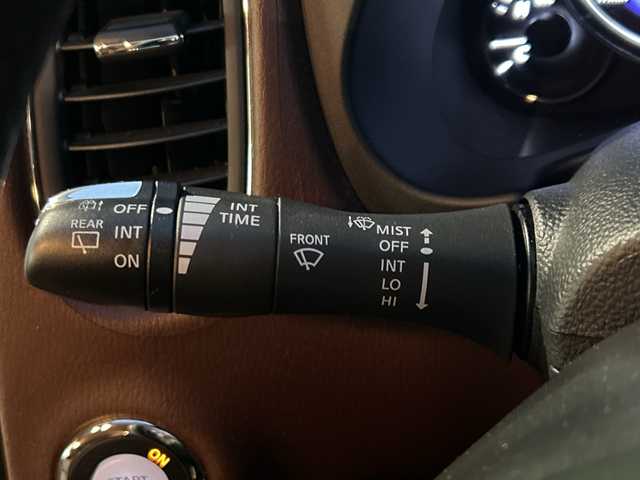 REAR
OFF
INT
ON
INT
TIME
FRONT
MIST
OFF
INT
LO
HI
ON
START